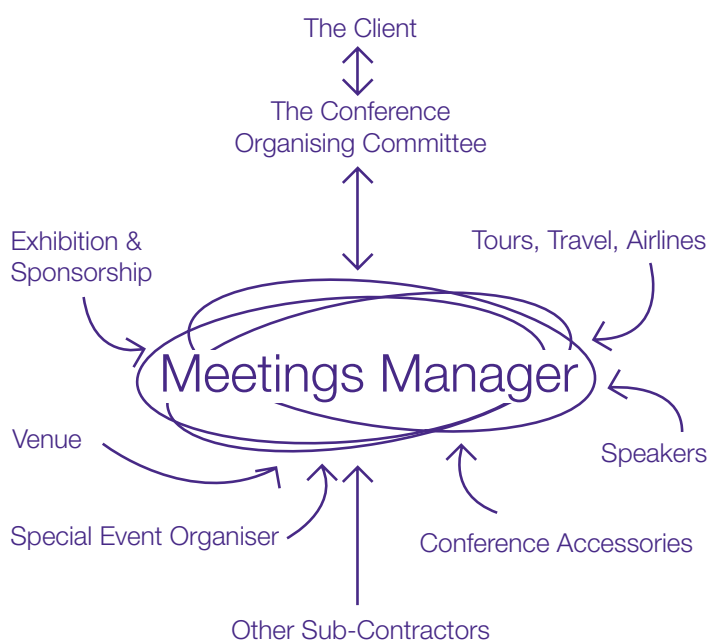 The Client
The Conference
Organising Committee
Exhibition &
Sponsorship
Tours, Travel, Airlines
Meetings Manager
Venue
Speakers
Special Event Organiser
Conference Accessories
Other Sub-Contractors